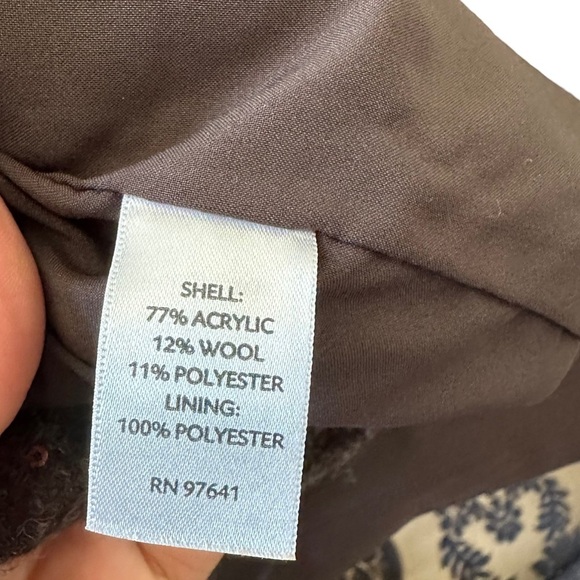 SHELL:
77% ACRYLIC
12% WOOL
11% POLYESTER
LINING:
100% POLYESTER
RN 97641